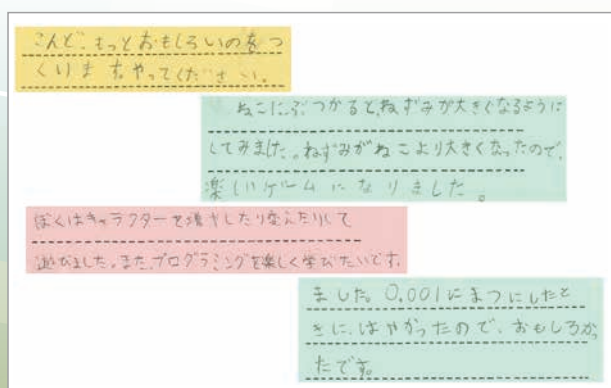 こんど、もっとおもしろいのをつ
くりますやってください。
ねこにぶつかると、ねずみが大きくなるように
してみました。ねずみがねこより大きくなったので、
楽しいゲームになりました。
ぼくはキャラクターを増やしたり変えたりして
遊びました。また、プログラミングを楽しく学びたいです。
ました。0.001にまつにしたと
きに、はやかったので、おもしろかっ
たです。